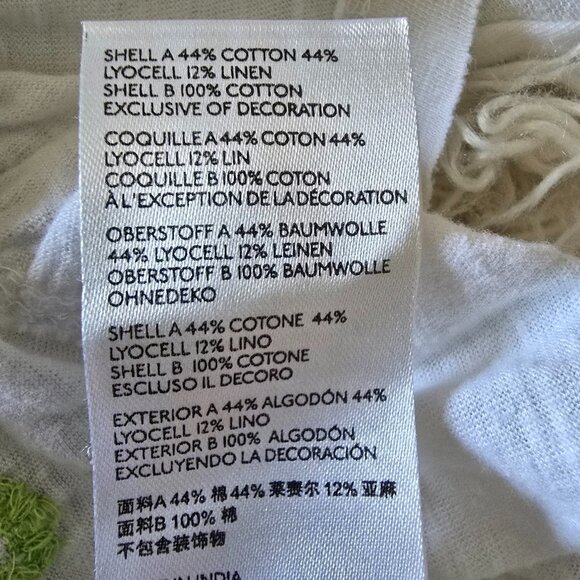 SHELL A 44% COTTON 44%
LYOCELL 12% LINEN
SHELL B 100% COTTON
EXCLUSIVE OF DECORATION
COQUILLE A 44% COTON 44%
LYOCELL 12% LIN
COQUILLE B 100% COTON
À L'EXCEPTION DE LA DÉCORATION
OBERSTOFF A 44% BAUMWOLLE
44% LYOCELL 12% LEINEN
OBERSTOFF B 100% BAUMWOLLE
OHNEDEKO
SHELL A 44% COTONE 44%
LYOCELL 12% LINO
SHELL B 100% COTONE
ESCLUSO IL DECORO
EXTERIOR A 44% ALGODÓN 44%
LYOCELL 12% LINO
EXTERIOR B 100% ALGODÓN
EXCLUYENDO LA DECORACIÓN
面料A 44% 棉 44% 莱赛尔 12% 亚麻
面料B 100% 棉
不包含装饰物
IN INDIA